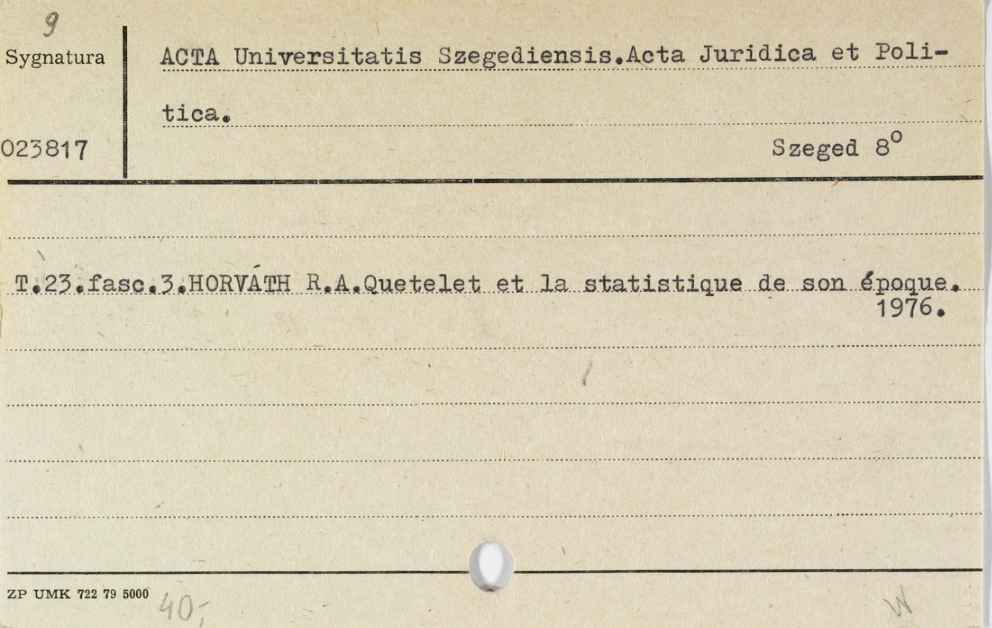 9
Sygnatura
ACTA Universitatis Szegediensis.Acta Juridica et Poli-
tica.
023817
Szeged 8°
T.23.fasc.3.HORVÁTH R.A.Quetelet et la statistique de son époque.
1976.
ZP UMK 722 79 5000
40,-
W